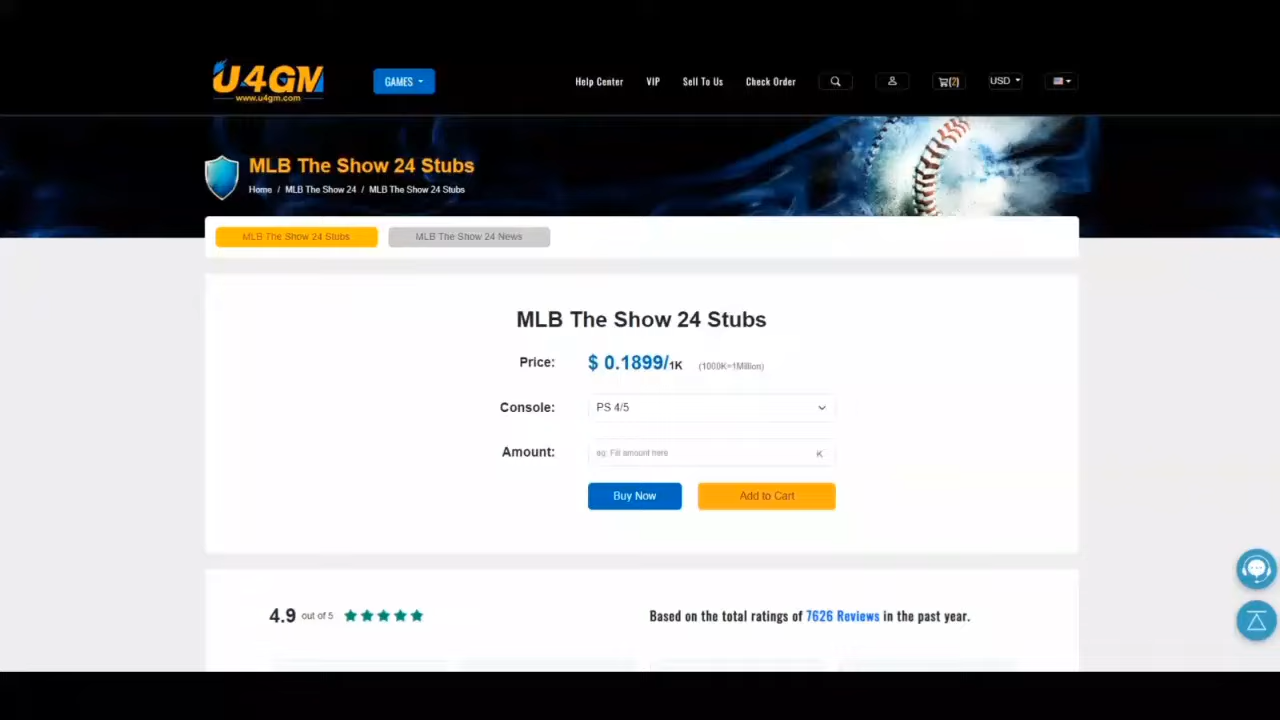 U4GM
www.u4gm.com
GAMES
Help Center
VIP
Sell To Us
Check Order
(2)
USD
MLB The Show 24 Stubs
Home / MLB The Show 24 / MLB The Show 24 Stubs
MLB The Show 24 Stubs
MLB The Show 24 News
MLB The Show 24 Stubs
Price: $ 0.1899/1K (1000K=1Million)
Console: PS 4/5
Amount: eg: Fill amount here K
Buy Now
Add to Cart
4.9 out of 5
Based on the total ratings of 7626 Reviews in the past year.